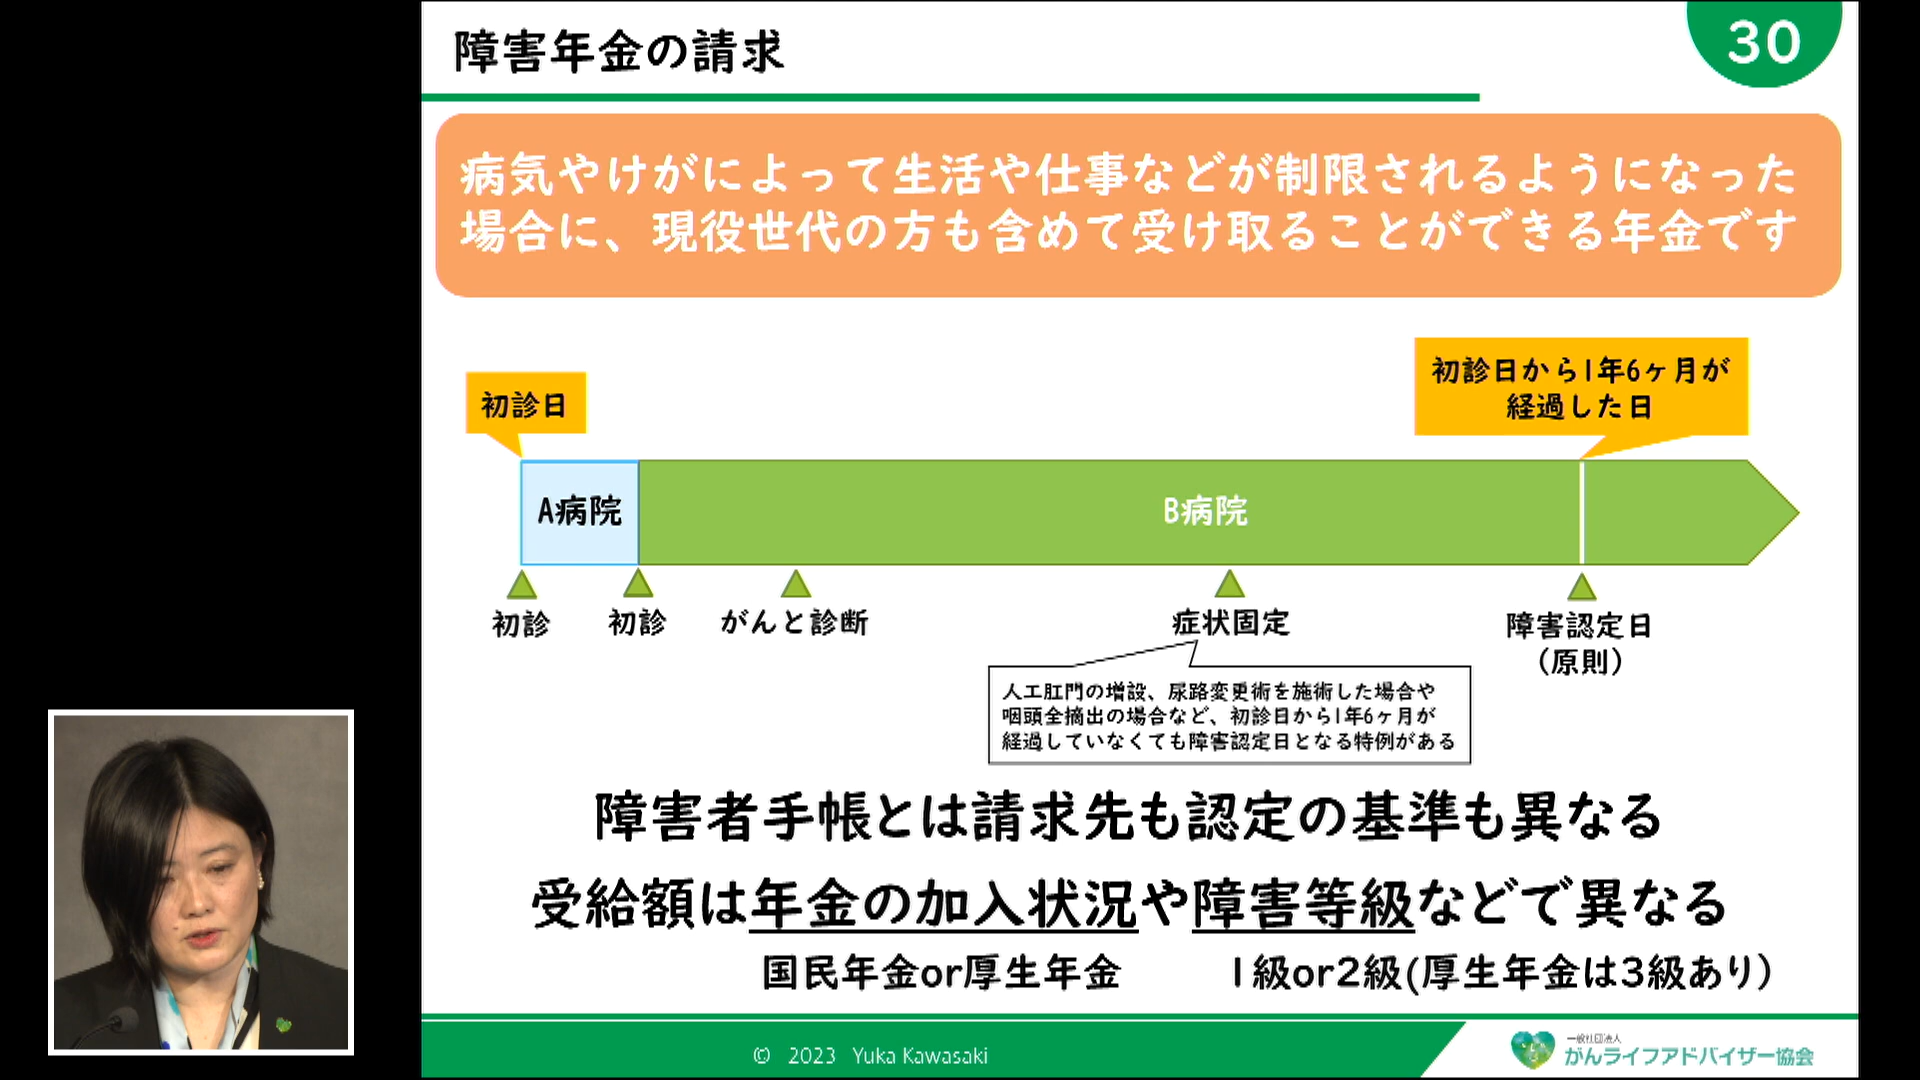 障害年金の請求
30
病気やけがによって生活や仕事などが制限されるようになった
場合に、現役世代の方も含めて受け取ることができる年金です
初診日
初診日から1年6ヶ月が
経過した日
A病院
B病院
初診
初診
がんと診断
症状固定
障害認定日
（原則）
人工肛門の増設、尿路変更術を施術した場合や
咽頭全摘出の場合など、初診日から1年6ヶ月が
経過していなくても障害認定日となる特例がある
障害者手帳とは請求先も認定の基準も異なる
受給額は年金の加入状況や障害等級などで異なる
国民年金or厚生年金
1級or2級(厚生年金は3級あり)
© 2023 Yuka Kawasaki
一般社団法人
がんライフアドバイザー協会